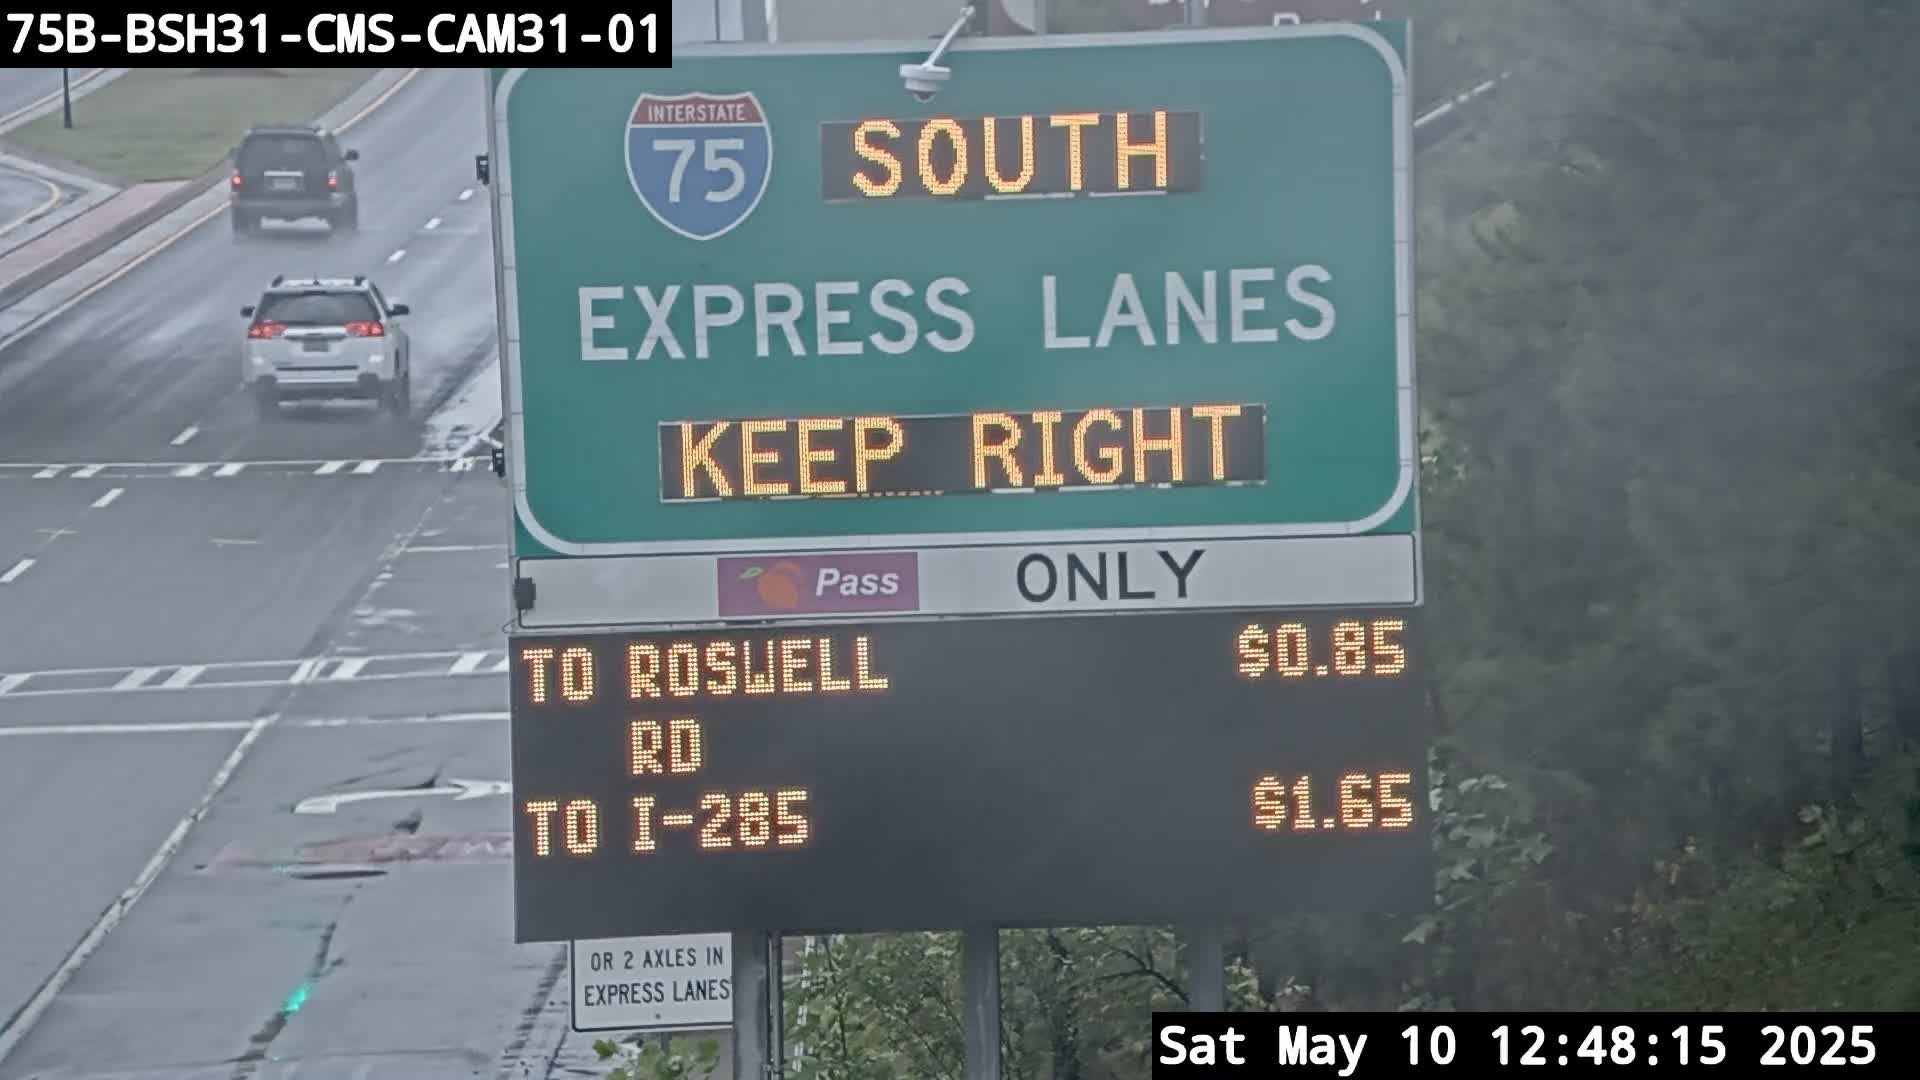 75B-BSH31-CMS-CAM31-01
INTERSTATE
75
SOUTH
EXPRESS LANES
KEEP RIGHT
Pass ONLY
TO ROSWELL $0.85
RD
TO I-285 $1.65
OR 2 AXLES IN
EXPRESS LANES
Sat May 10 12:48:15 2025